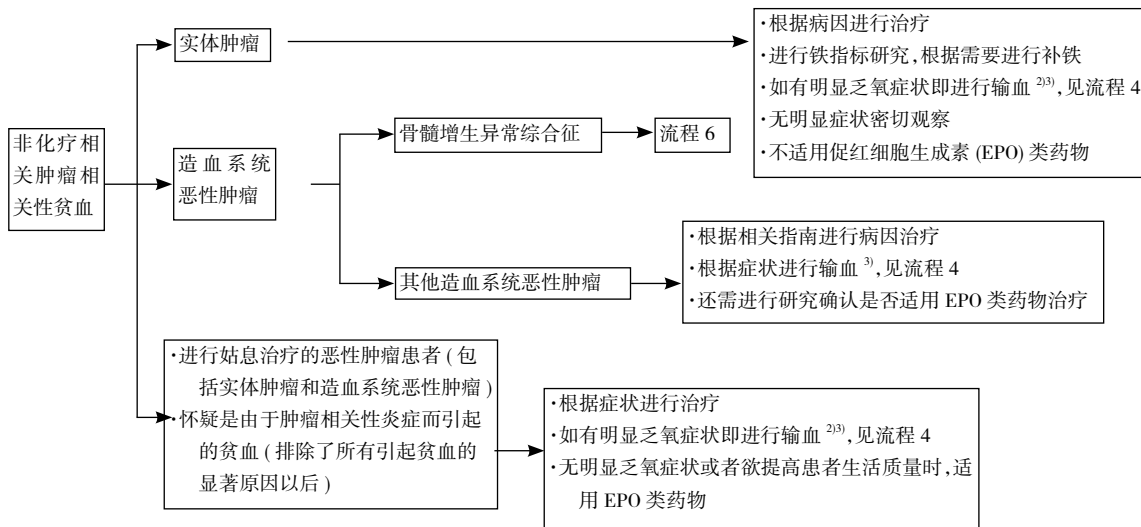 非化疗相
关肿瘤相
关性贫血
实体肿瘤
·根据病因进行治疗
·进行铁指标研究,根据需要进行补铁
·如有明显乏氧症状即进行输血 2)3),见流程 4
·无明显症状密切观察
·不适用促红细胞生成素 (EPO) 类药物
造血系统
恶性肿瘤
骨髓增生异常综合征
流程 6
其他造血系统恶性肿瘤
·根据相关指南进行病因治疗
·根据症状进行输血 3),见流程 4
·还需进行研究确认是否适用 EPO 类药物治疗
·进行姑息治疗的恶性肿瘤患者 ( 包
括实体肿瘤和造血系统恶性肿瘤 )
·怀疑是由于肿瘤相关性炎症而引起
的贫血 ( 排除了所有引起贫血的
显著原因以后 )
·根据症状进行治疗
·如有明显乏氧症状即进行输血 2)3),见流程 4
·无明显乏氧症状或者欲提高患者生活质量时,适
用 EPO 类药物